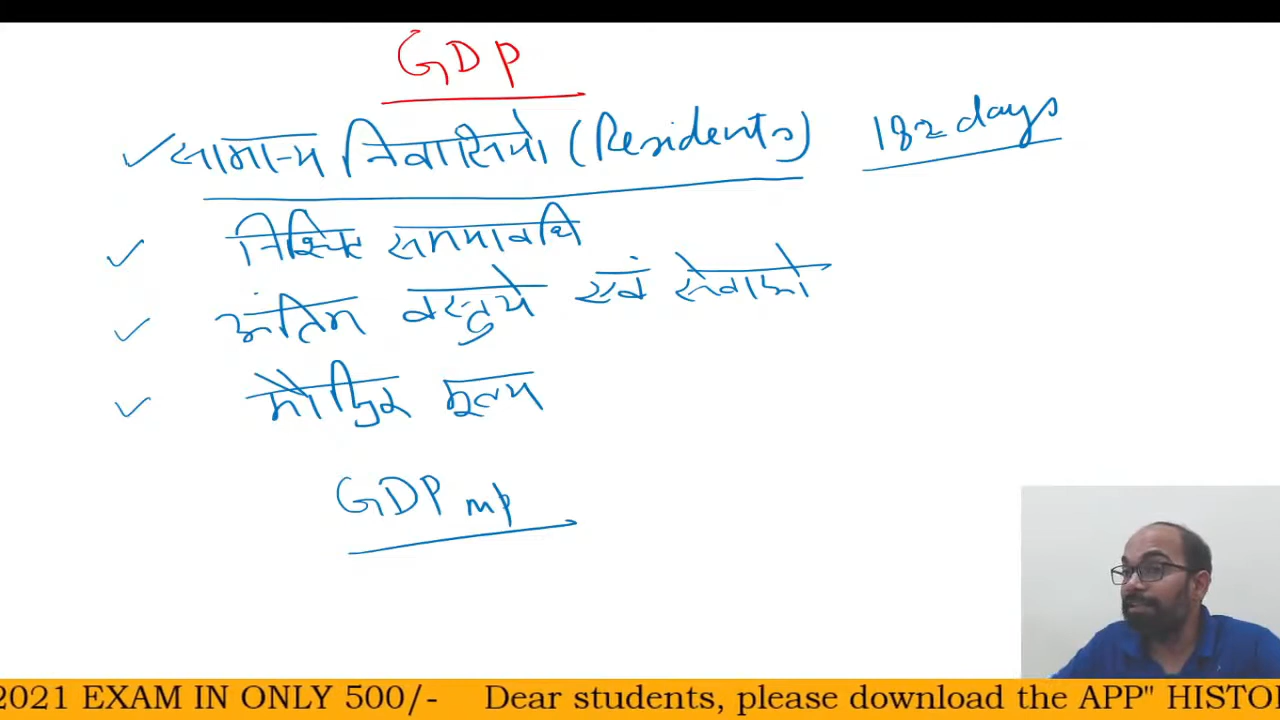 GDP
सामान्य निवासियो (Residents) 182 days
निश्चित समयावधि
अंतिम वस्तुये एवं सेवाओ
मौद्रिक मूल्य
GDP mp
2021 EXAM IN ONLY 500/- Dear students, please download the APP" HISTO